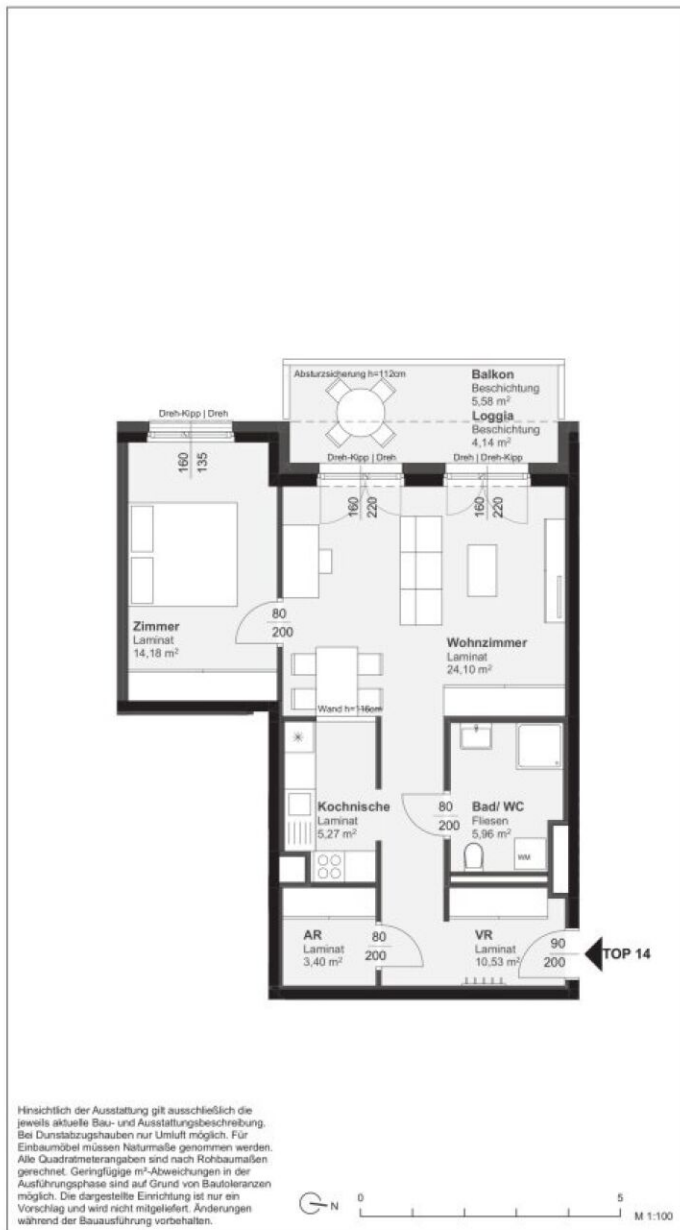 Absturzsicherung h=112cm
Balkon
Beschichtung
5,58 m²
Loggia
Beschichtung
4,14 m²
Dreh-Kipp | Dreh
160
135
Dreh-Kipp | Dreh
160
220
Dreh | Dreh-Kipp
160
220
Zimmer
Laminat
14,18 m²
80
200
Wohnzimmer
Laminat
24,10 m²
Wand h=116cm
Kochnische
Laminat
5,27 m²
80
200
Bad/ WC
Fliesen
5,96 m²
WM
AR
Laminat
3,40 m²
80
200
VR
Laminat
10,53 m²
90
200
TOP 14
Hinsichtlich der Ausstattung gilt ausschließlich die
jeweils aktuelle Bau- und Ausstattungsbeschreibung.
Bei Dunstabzugshauben nur Umluft möglich. Für
Einbaumöbel müssen Naturmaße genommen werden.
Alle Quadratmeterangaben sind nach Rohbaumaßen
gerechnet. Geringfügige m²-Abweichungen in der
Ausführungsphase sind auf Grund von Bautoleranzen
möglich. Die dargestellte Einrichtung ist nur ein
Vorschlag und wird nicht mitgeliefert. Änderungen
während der Bauausführung vorbehalten.
N
0
5
M 1:100